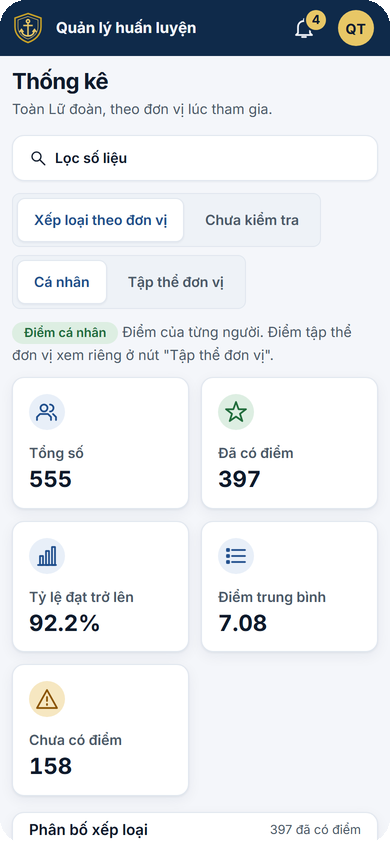 Quản lý huấn luyện
4
QT
Thống kê
Toàn Lữ đoàn, theo đơn vị lúc tham gia.
Lọc số liệu
Xếp loại theo đơn vị
Chưa kiểm tra
Cá nhân
Tập thể đơn vị
Điểm cá nhân Điểm của từng người. Điểm tập thể
đơn vị xem riêng ở nút "Tập thể đơn vị".
Tổng số
555
Đã có điểm
397
Tỷ lệ đạt trở lên
92.2%
Điểm trung bình
7.08
Chưa có điểm
158
Phân bố xếp loại
397 đã có điểm